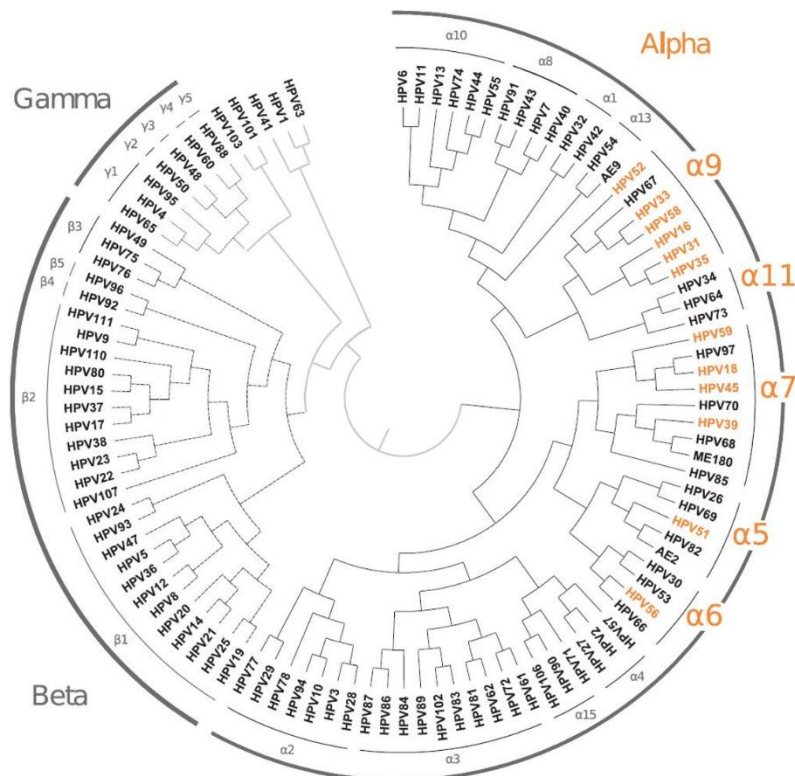 Alpha
α10
α8
α1
α13
α9
α11
α7
α5
α6
α4
α15
α3
α2
HPV6
HPV11
HPV13
HPV74
HPV44
HPV55
HPV91
HPV43
HPV7
HPV40
HPV32
HPV42
HPV54
AE9
HPV52
HPV67
HPV33
HPV58
HPV16
HPV31
HPV35
HPV34
HPV64
HPV73
HPV59
HPV97
HPV18
HPV45
HPV70
HPV39
HPV68
ME180
HPV85
HPV26
HPV69
HPV51
HPV82
AE2
HPV30
HPV53
HPV56
HPV66
HPV57
HPV2
HPV27
HPV71
HPV90
HPV106
HPV61
HPV72
HPV62
HPV81
HPV83
HPV102
HPV89
HPV84
HPV86
HPV87
HPV28
HPV3
HPV10
HPV94
HPV78
HPV29
HPV77
Beta
β1
β2
β4
β5
β3
HPV19
HPV25
HPV21
HPV14
HPV20
HPV8
HPV12
HPV36
HPV5
HPV47
HPV93
HPV24
HPV107
HPV22
HPV23
HPV38
HPV17
HPV37
HPV15
HPV80
HPV110
HPV9
HPV111
HPV92
HPV96
HPV76
HPV75
HPV49
Gamma
γ1
γ2
γ3
γ4
γ5
HPV65
HPV4
HPV95
HPV50
HPV48
HPV60
HPV88
HPV103
HPV101
HPV41
HPV1
HPV63